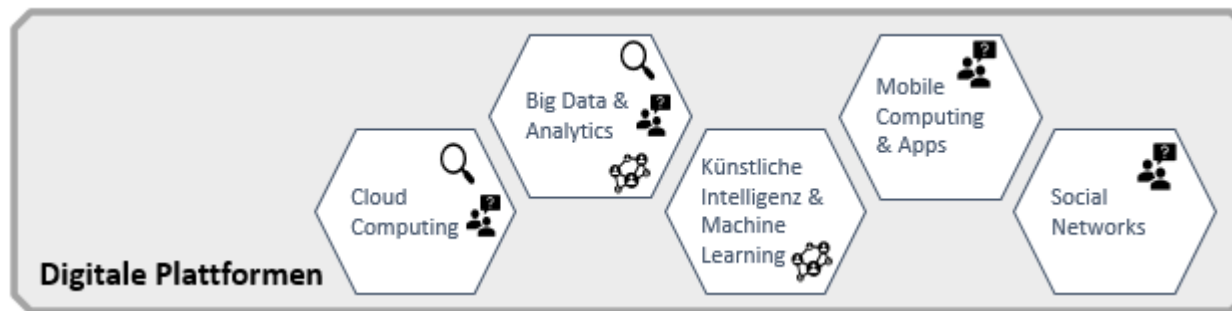 Big Data &
Analytics
Mobile
Computing
& Apps
Cloud
Computing
Künstliche
Intelligenz &
Machine
Learning
Social
Networks
Digitale Plattformen
?
?
?
?